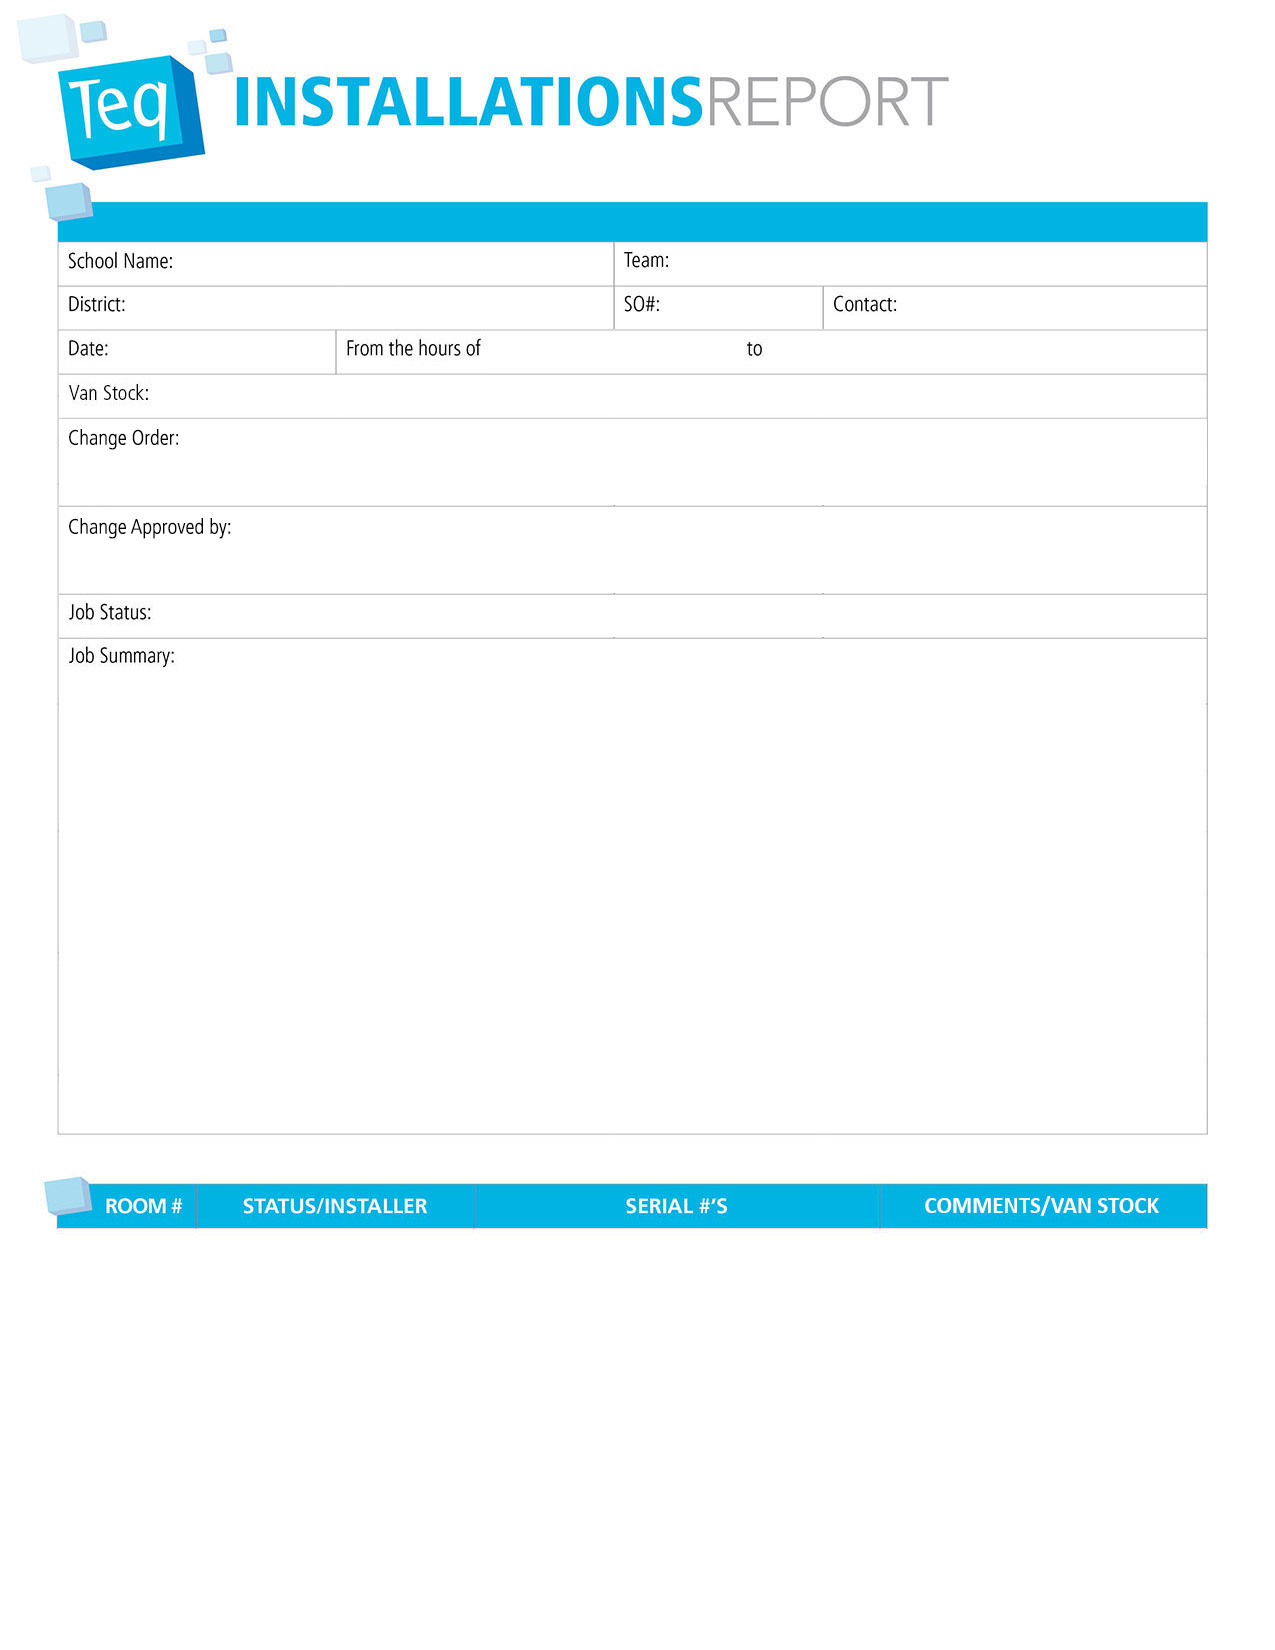 Teq
INSTALLATIONSREPORT
School Name: Team:
District: SO#: Contact:
Date: From the hours of to
Van Stock:
Change Order:
Change Approved by:
Job Status:
Job Summary:
ROOM # STATUS/INSTALLER SERIAL #'S COMMENTS/VAN STOCK